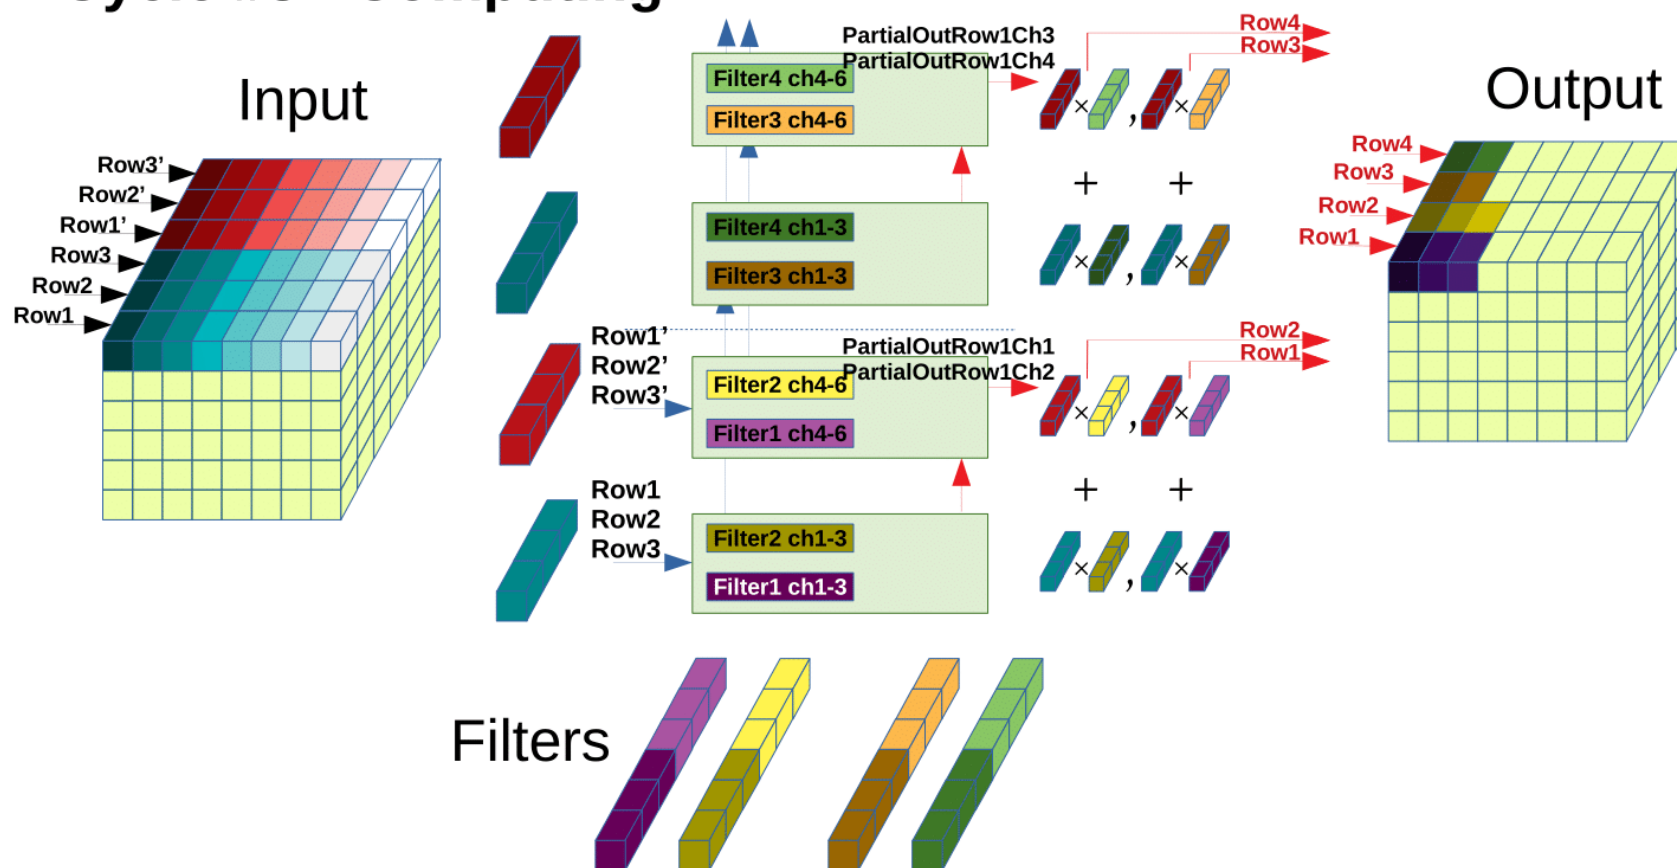 Computing
Input
Row3’
Row2’
Row1’
Row3
Row2
Row1
PartialOutRow1Ch3
PartialOutRow1Ch4
Filter4 ch4-6
Filter3 ch4-6
Filter4 ch1-3
Filter3 ch1-3
Row1’
Row2’
Row3’
PartialOutRow1Ch1
PartialOutRow1Ch2
Filter2 ch4-6
Filter1 ch4-6
Row1
Row2
Row3
Filter2 ch1-3
Filter1 ch1-3
Row4
Row3
× , ×
+ +
× , ×
Row2
Row1
× , ×
+ +
× , ×
Output
Row4
Row3
Row2
Row1
Filters